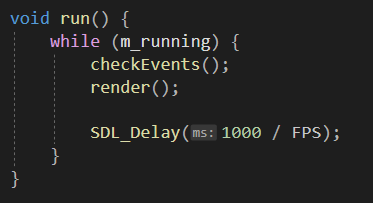 void run() {
    while (m_running) {
        checkEvents();
        render();

        SDL_Delay(ms: 1000 / FPS);
    }
}